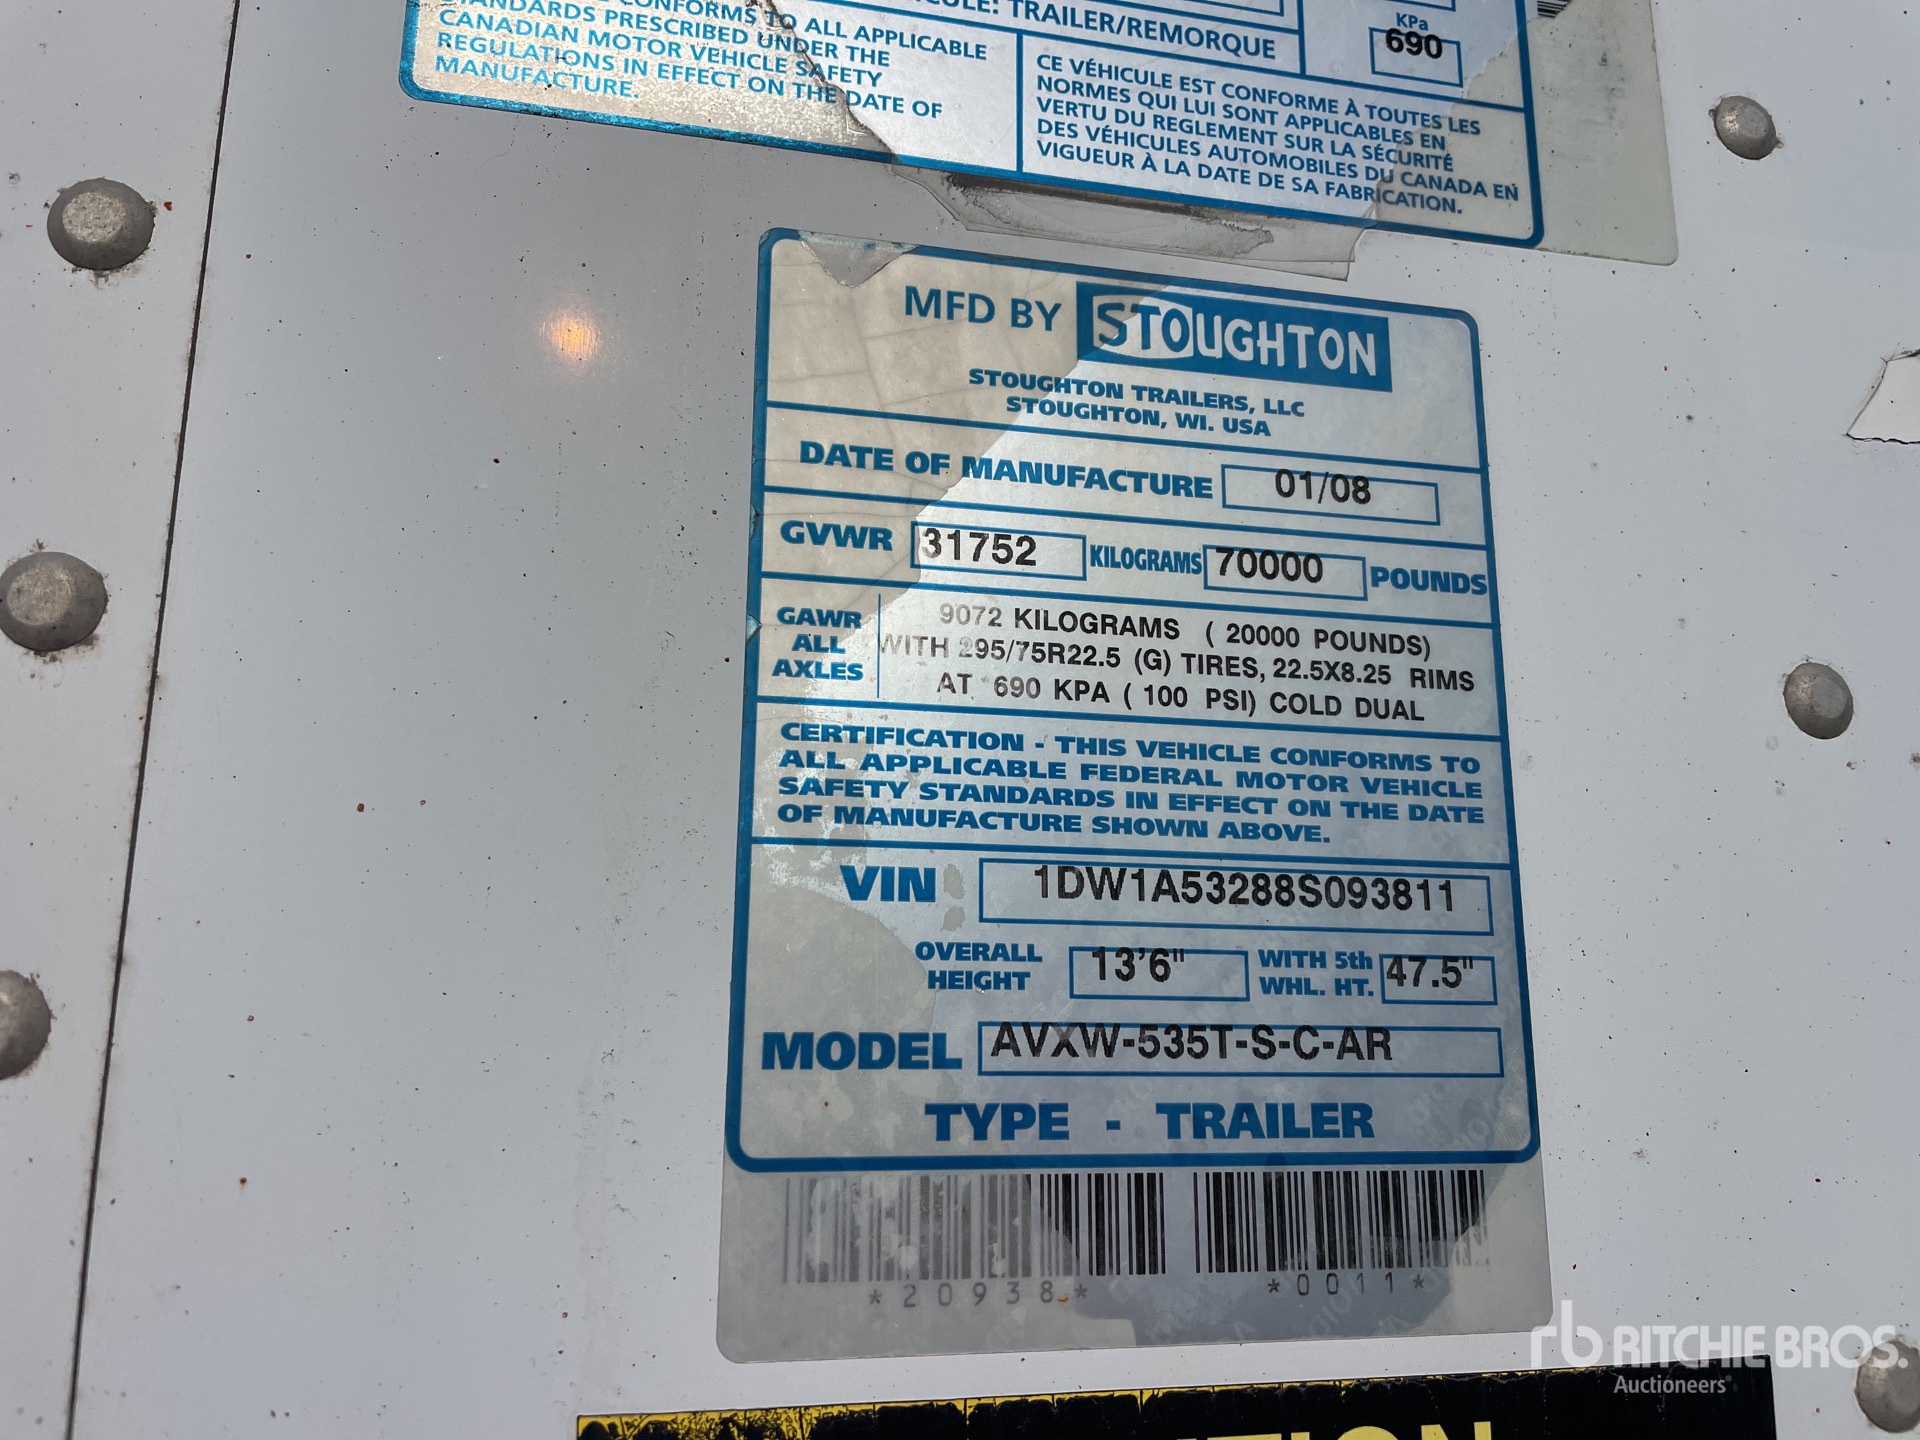 CONFORMS TO ALL APPLICABLE
STANDARDS PRESCRIBED UNDER THE
CANADIAN MOTOR VEHICLE SAFETY
REGULATIONS IN EFFECT ON THE DATE OF
MANUFACTURE.
TRAILER/REMORQUE
KPa
690
CE VÉHICULE EST CONFORME À TOUTES LES
NORMES QUI LUI SONT APPLICABLES EN
VERTU DU REGLEMENT SUR LA SÉCURITÉ
DES VÉHICULES AUTOMOBILES DU CANADA EN
VIGUEUR À LA DATE DE SA FABRICATION.
MFD BY STOUGHTON
STOUGHTON TRAILERS, LLC
STOUGHTON, WI. USA
DATE OF MANUFACTURE 01/08
GVWR 31752 KILOGRAMS 70000 POUNDS
GAWR
ALL
AXLES
9072 KILOGRAMS ( 20000 POUNDS)
WITH 295/75R22.5 (G) TIRES, 22.5X8.25 RIMS
AT 690 KPA ( 100 PSI) COLD DUAL
CERTIFICATION - THIS VEHICLE CONFORMS TO
ALL APPLICABLE FEDERAL MOTOR VEHICLE
SAFETY STANDARDS IN EFFECT ON THE DATE
OF MANUFACTURE SHOWN ABOVE.
VIN 1DW1A53288S093811
OVERALL
HEIGHT
13'6"
WITH 5th
WHL. HT.
47.5"
MODEL AVXW-535T-S-C-AR
TYPE - TRAILER
*20938-* *0011*
rb RITCHIE BROS.
Auctioneers